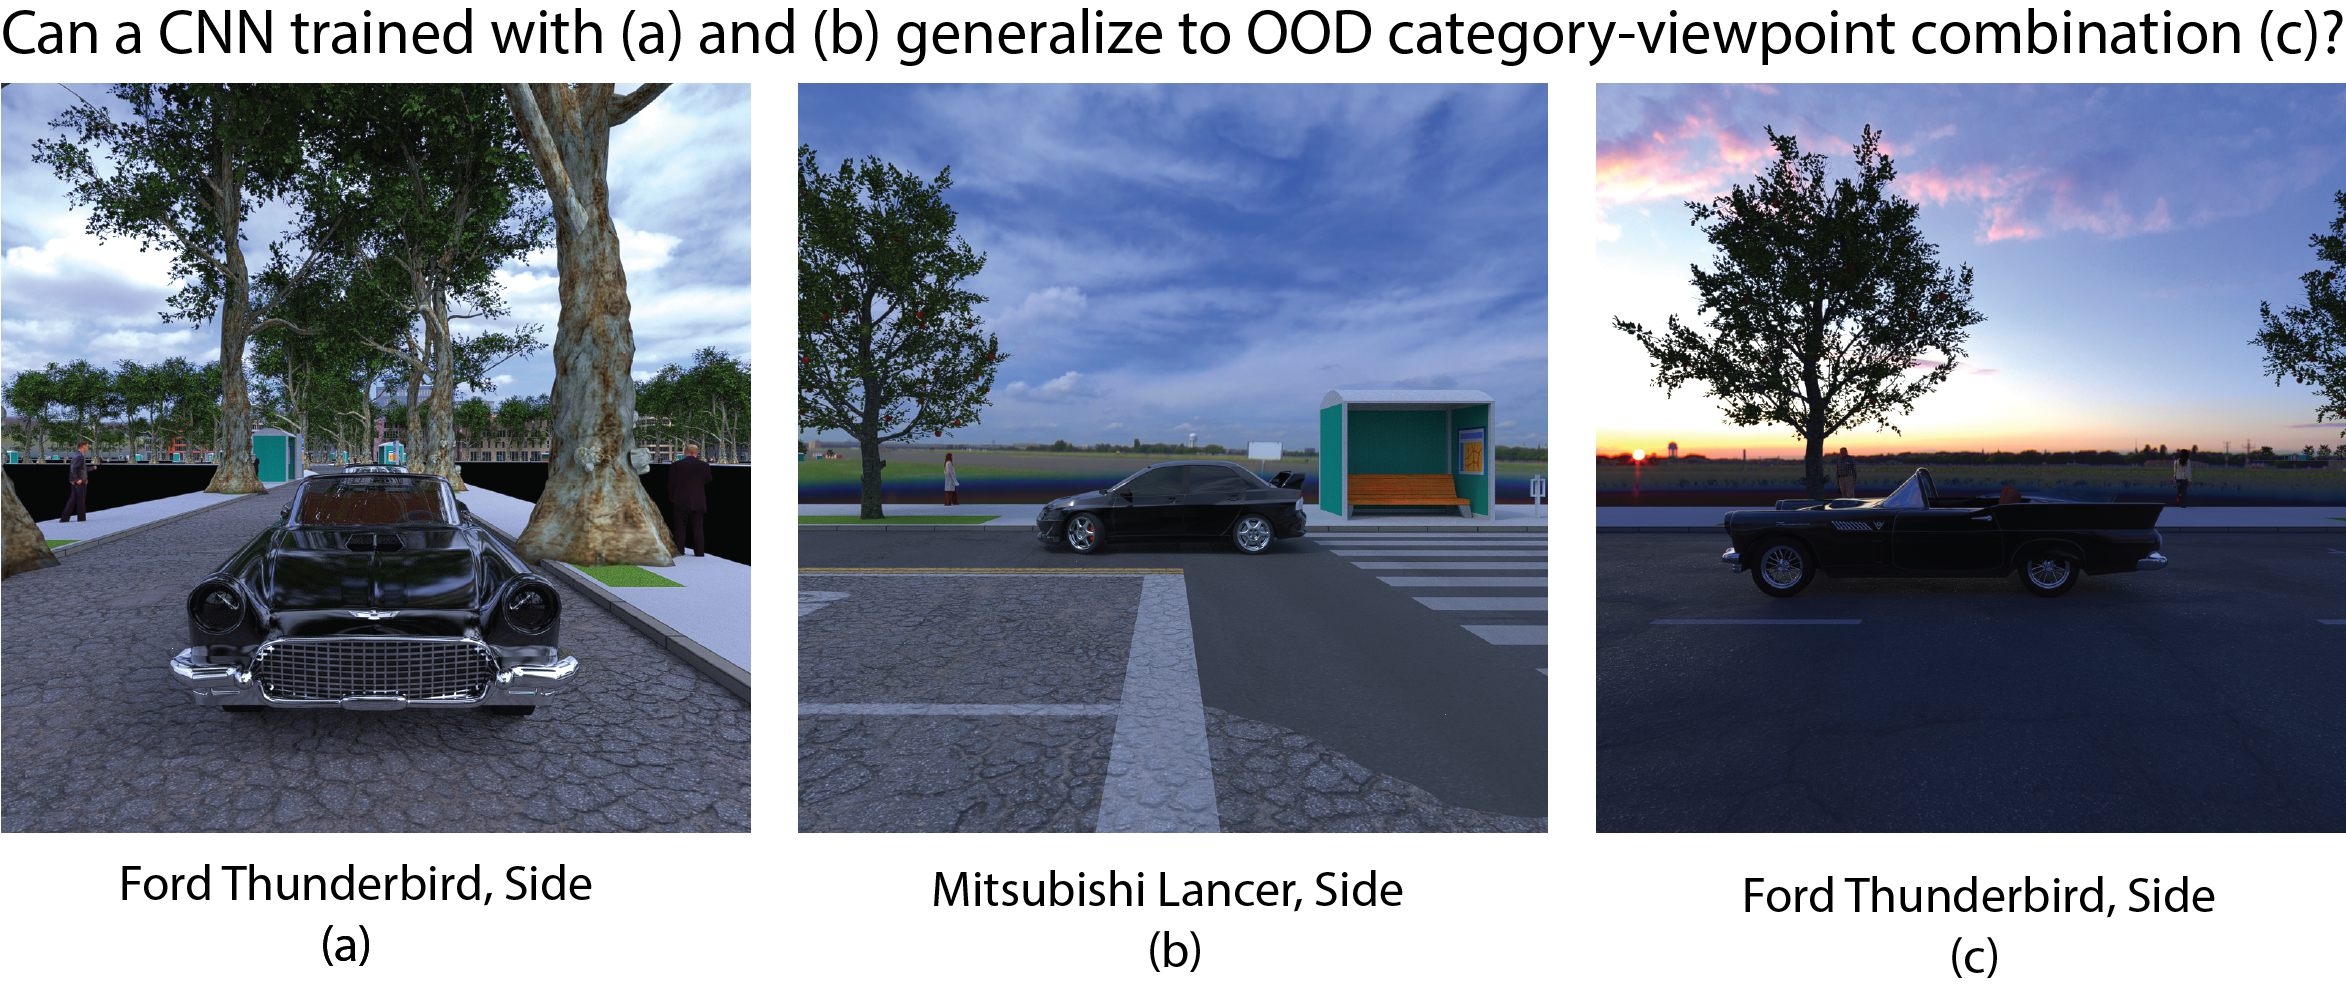 Can a CNN trained with (a) and (b) generalize to OOD category-viewpoint combination (c)?
Ford Thunderbird, Side
(a)
Mitsubishi Lancer, Side
(b)
Ford Thunderbird, Side
(c)